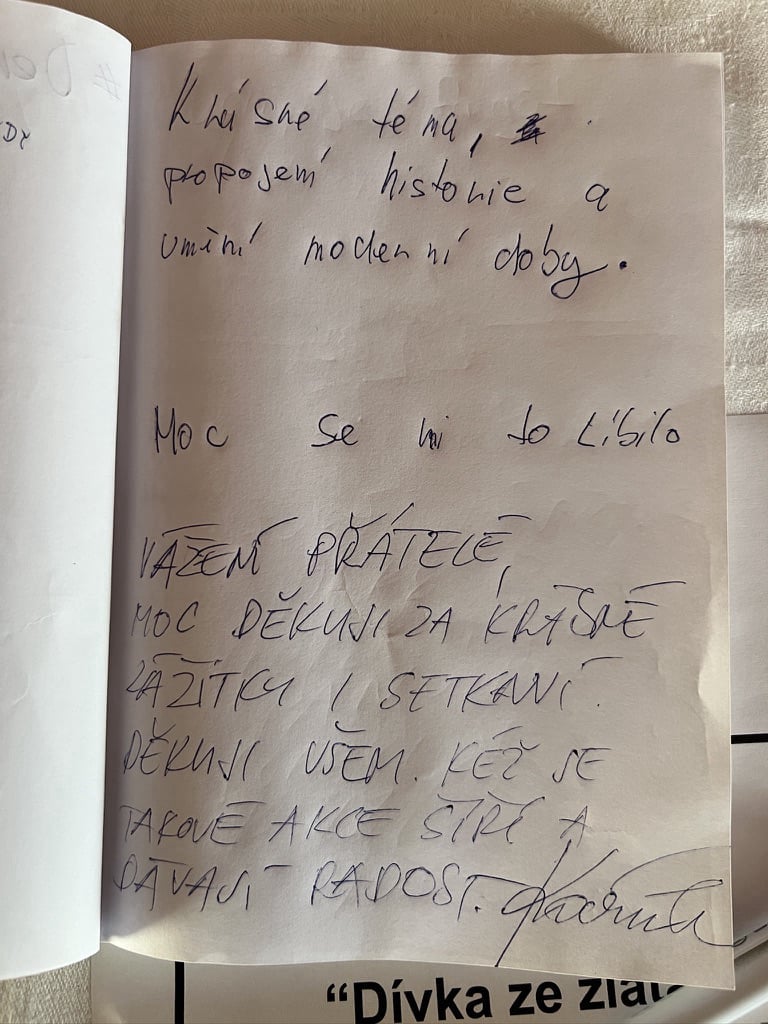 Krásné téma,
propojení historie a
umění moderní doby.
Moc se mi to líbilo
VÁŽENÍ PŘÁTELÉ,
MOC DĚKUJI ZA KRÁSNÉ
ZÁŽITKY I SETKÁNÍ.
DĚKUJI VŠEM. KÉŽ SE
TAKOVÉ AKCE ŠÍŘÍ A
DÁVAJÍ RADOST.
“Dívka ze zlat